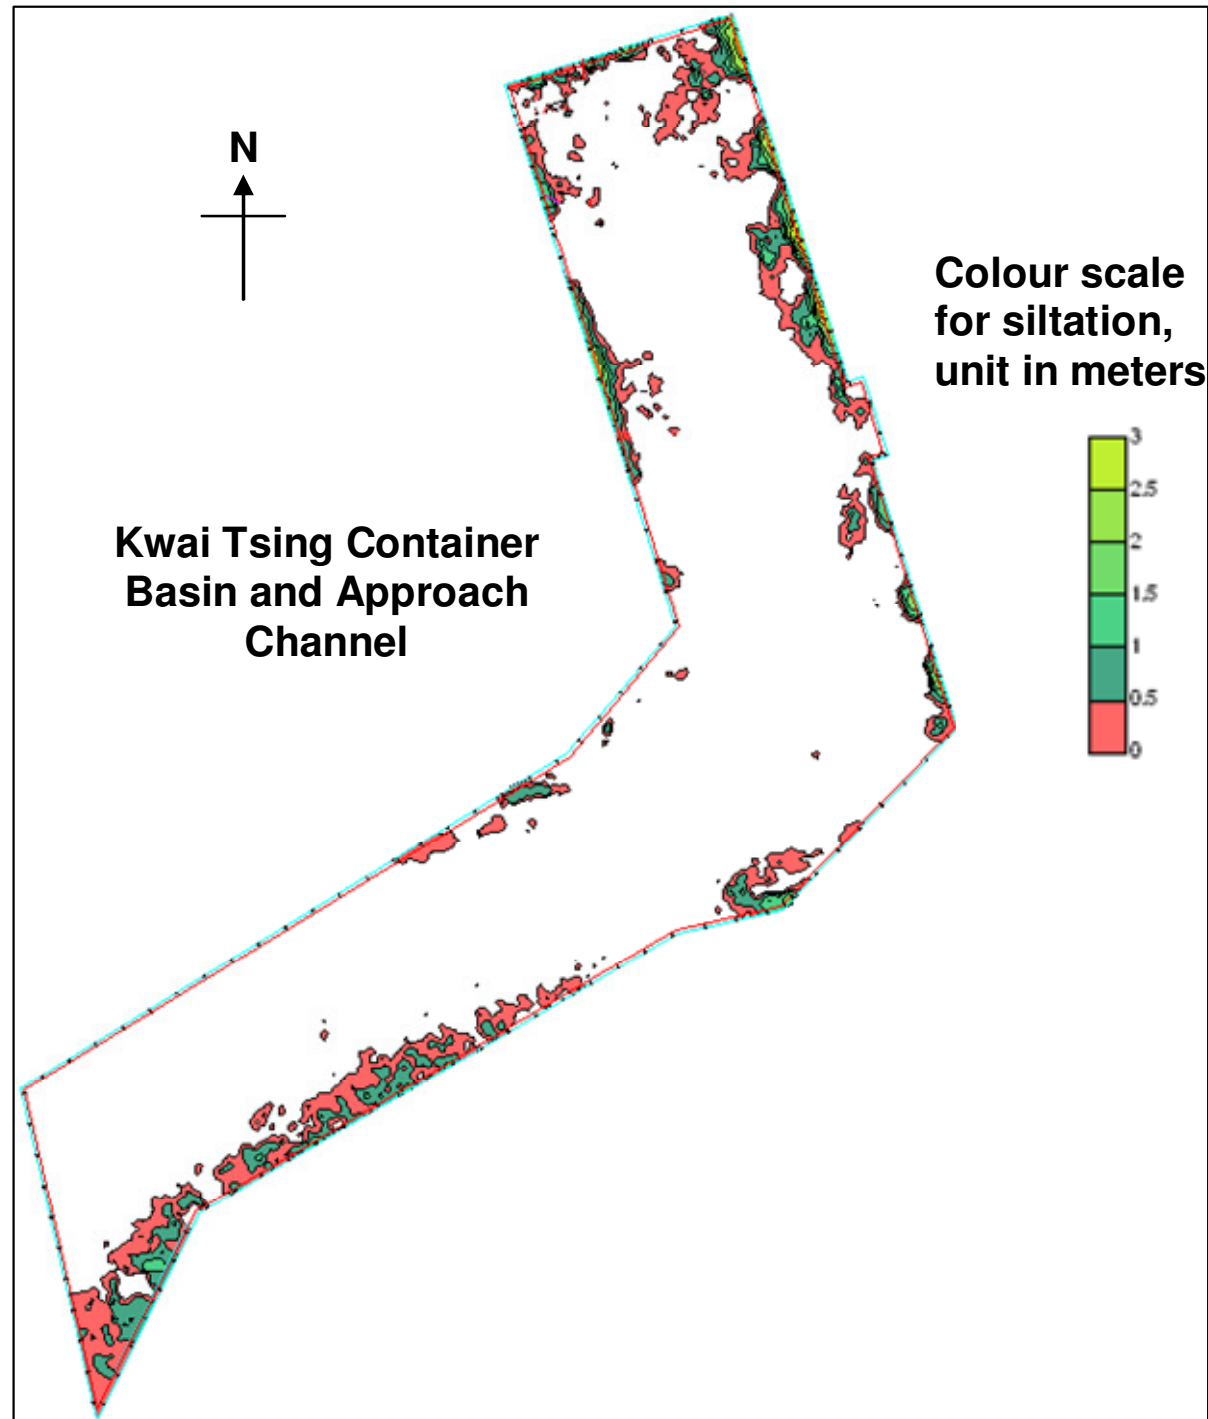 N
Colour scale
for siltation,
unit in meters
Kwai Tsing Container
Basin and Approach
Channel
3
2.5
2
1.5
1
0.5
0